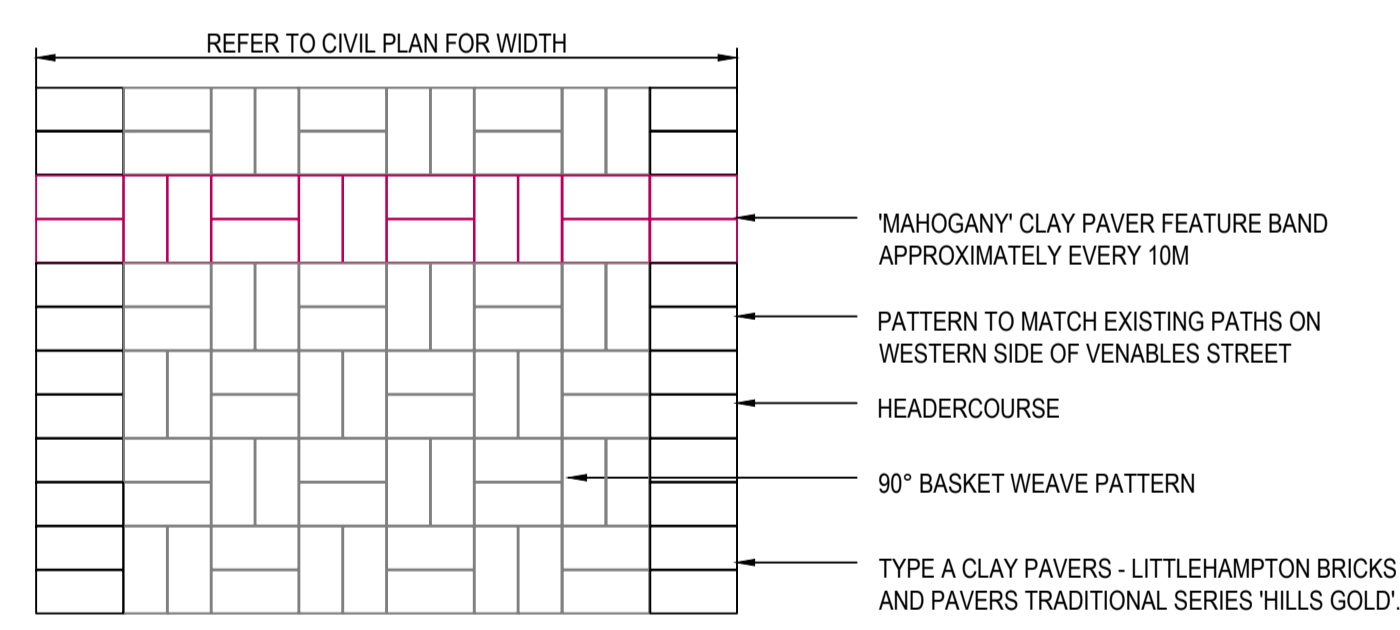 REFER TO CIVIL PLAN FOR WIDTH
'MAHOGANY' CLAY PAVER FEATURE BAND
APPROXIMATELY EVERY 10M
PATTERN TO MATCH EXISTING PATHS ON
WESTERN SIDE OF VENABLES STREET
HEADERCOURSE
90° BASKET WEAVE PATTERN
TYPE A CLAY PAVERS - LITTLEHAMPTON BRICKS
AND PAVERS TRADITIONAL SERIES 'HILLS GOLD'.